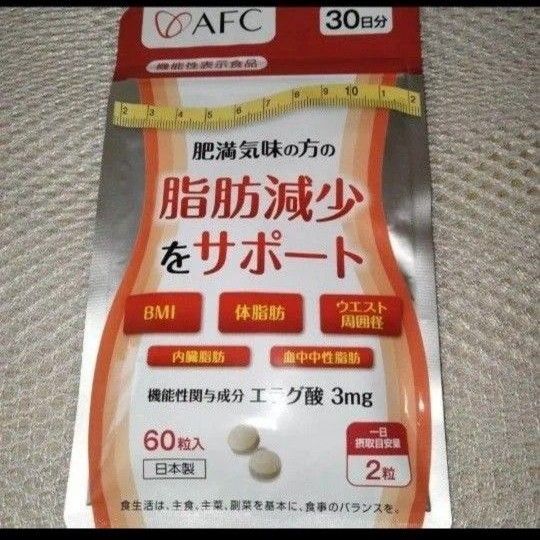 AFC
30日分
機能性表示食品
2 3 4 5 6 7 8 9 10 1 2
肥満気味の方の
脂肪減少
をサポート
BMI
体脂肪
ウエスト
周囲径
内臓脂肪
血中中性脂肪
機能性関与成分 エラグ酸 3mg
60粒入
日本製
一日
摂取目安量
2粒
食生活は、主食、主菜、副菜を基本に、食事のバランスを。